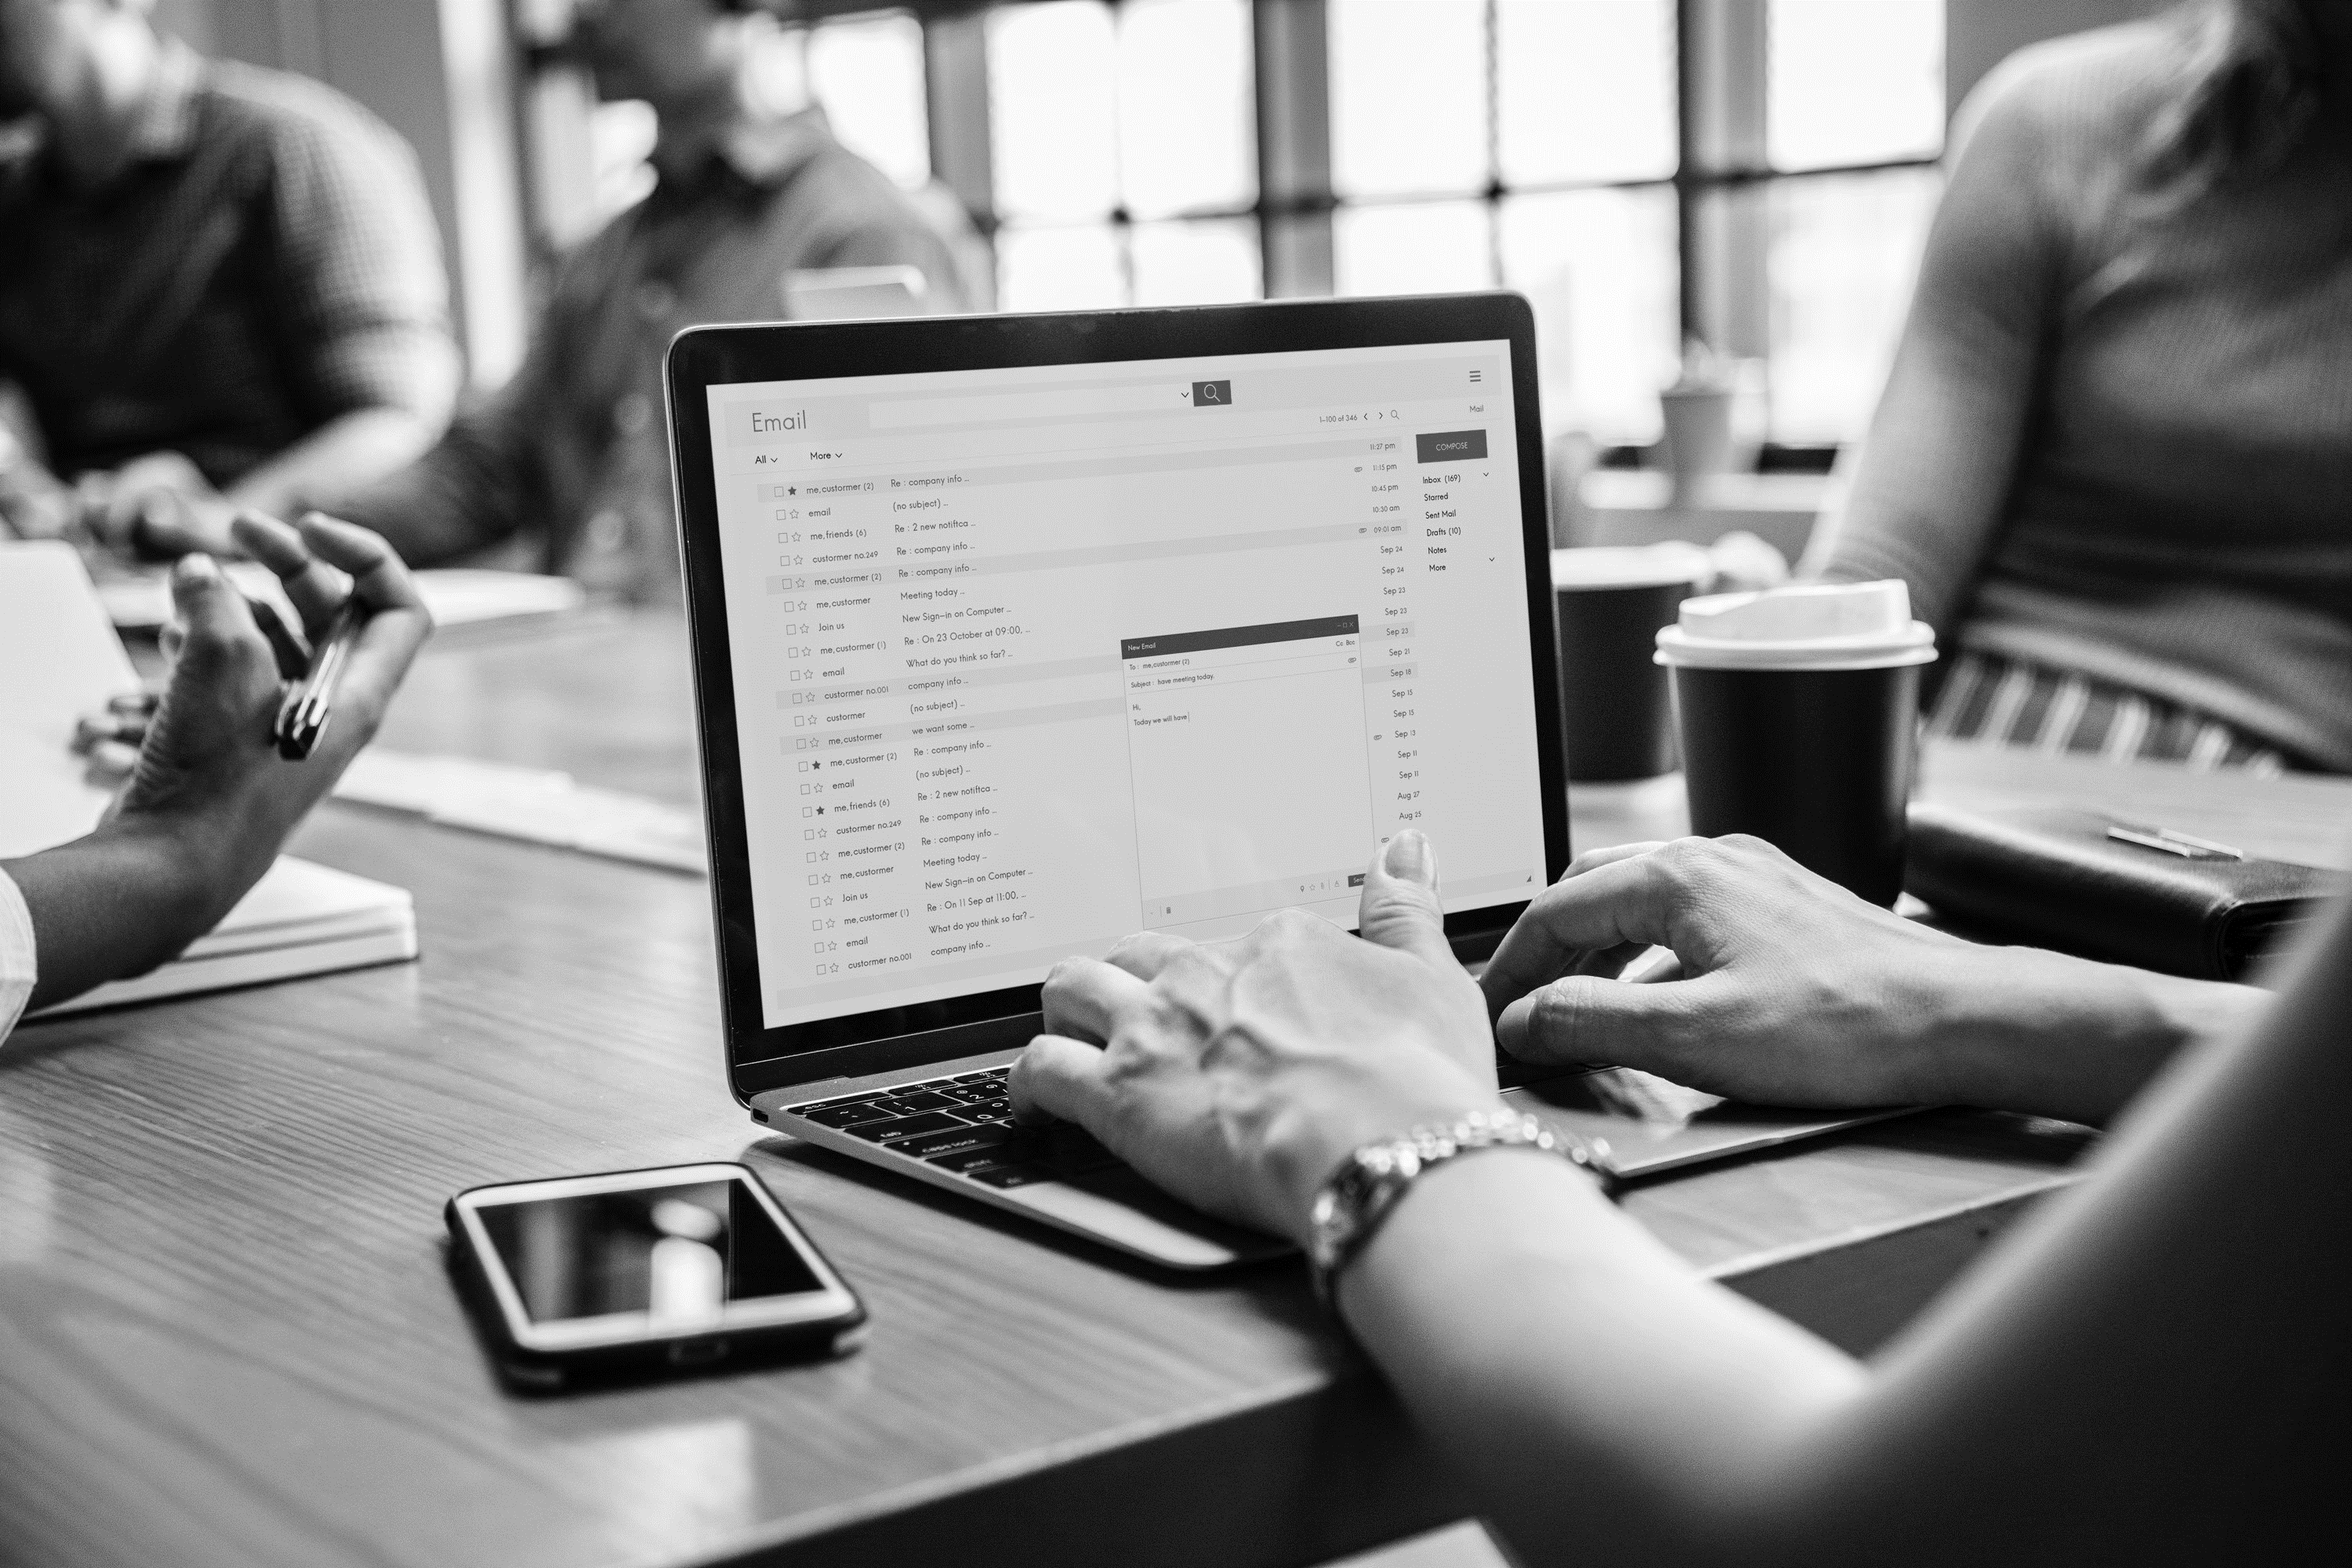 Email
1-100 of 346
Mail
All More
COMPOSE
me,custormer (2) Re : company info ... 11:27 pm
email (no subject) ... 11:15 pm
me,friends (6) Re : 2 new notiftca ... 10:45 pm
custormer no.249 Re : company info ... 10:30 am
me,custormer (2) Re : company info ... 09:01 am
me,custormer Meeting today ... Sep 24
Join us New Sign-in on Computer ... Sep 24
me,custormer (1) Re : On 23 October at 09:00, ... Sep 23
email What do you think so far? ... Sep 23
custormer no.001 company info ... Sep 23
custormer (no subject) ... Sep 21
me,custormer we want some ... Sep 18
me,custormer (2) Re : company info ... Sep 15
email (no subject) ... Sep 15
me,friends (6) Re : 2 new notiftca ... Sep 13
custormer no.249 Re : company info ... Sep 11
me,custormer (2) Re : company info ... Sep 11
me,custormer Meeting today ... Aug 27
Join us New Sign-in on Computer ... Aug 25
me,custormer (1) Re : On 11 Sep at 11:00, ...
email What do you think so far? ...
custormer no.001 company info ...
Inbox (169)
Starred
Sent Mail
Drafts (10)
Notes
More
New Email
To : me,custormer (2) Cc Bcc
Subject : have meeting today.
Hi,
Today we will have
esc
tab
caps lock